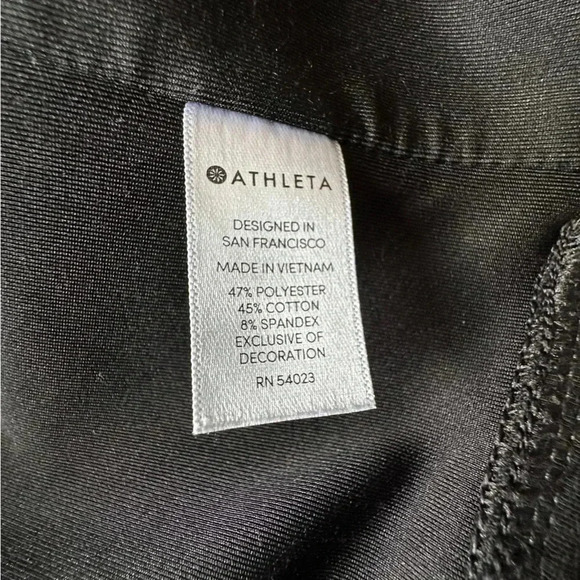 ATHLETA
DESIGNED IN
SAN FRANCISCO
MADE IN VIETNAM
47% POLYESTER
45% COTTON
8% SPANDEX
EXCLUSIVE OF
DECORATION
RN 54023